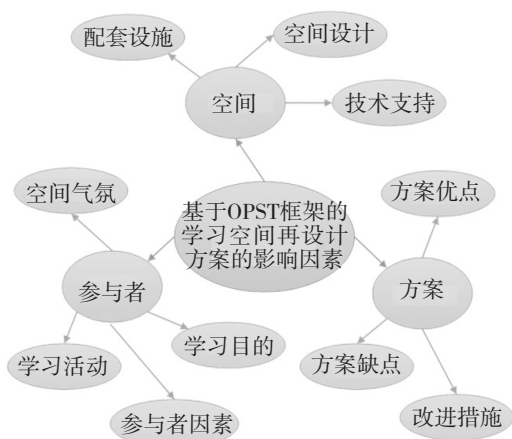 配套设施
空间设计
空间
技术支持
空间气氛
基于OPST框架的
学习空间再设计
方案的影响因素
方案优点
参与者
方案
学习活动
学习目的
方案缺点
参与者因素
改进措施